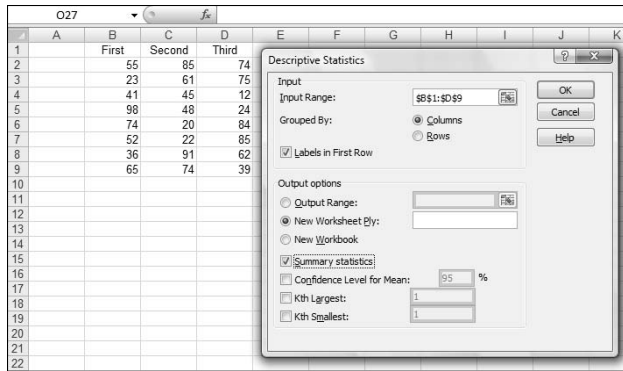 O27 fx
A B C D E F G H I J K
1 First Second Third
2 55 85 74
3 23 61 75
4 41 45 12
5 98 48 24
6 74 20 84
7 52 22 85
8 36 91 62
9 65 74 39
10
11
12
13
14
15
16
17
18
19
20
21
22
Descriptive Statistics
Input
Input Range: $B$1:$D$9
Grouped By: Columns
Rows
Labels in First Row
OK
Cancel
Help
Output options
Output Range:
New Worksheet Ply:
New Workbook
Summary statistics
Confidence Level for Mean: 95 %
Kth Largest: 1
Kth Smallest: 1